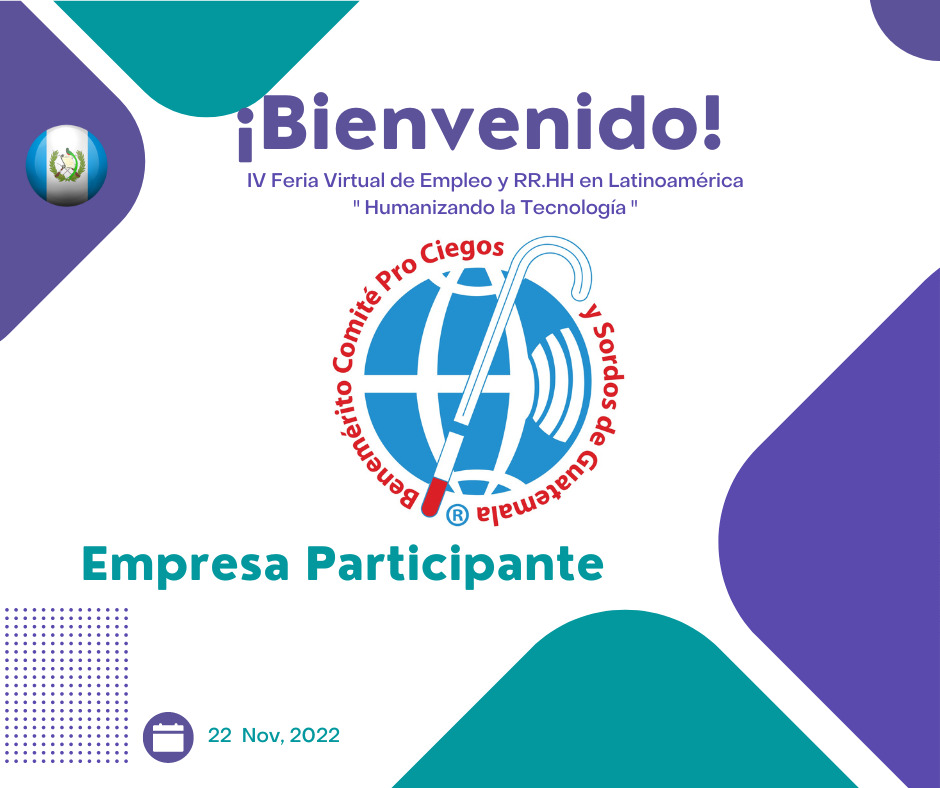 ¡Bienvenido!
IV Feria Virtual de Empleo y RR.HH en Latinoamérica
" Humanizando la Tecnología "
Benemérito Comité Pro Ciegos
y Sordos de Guatemala
®
Empresa Participante
22 Nov, 2022